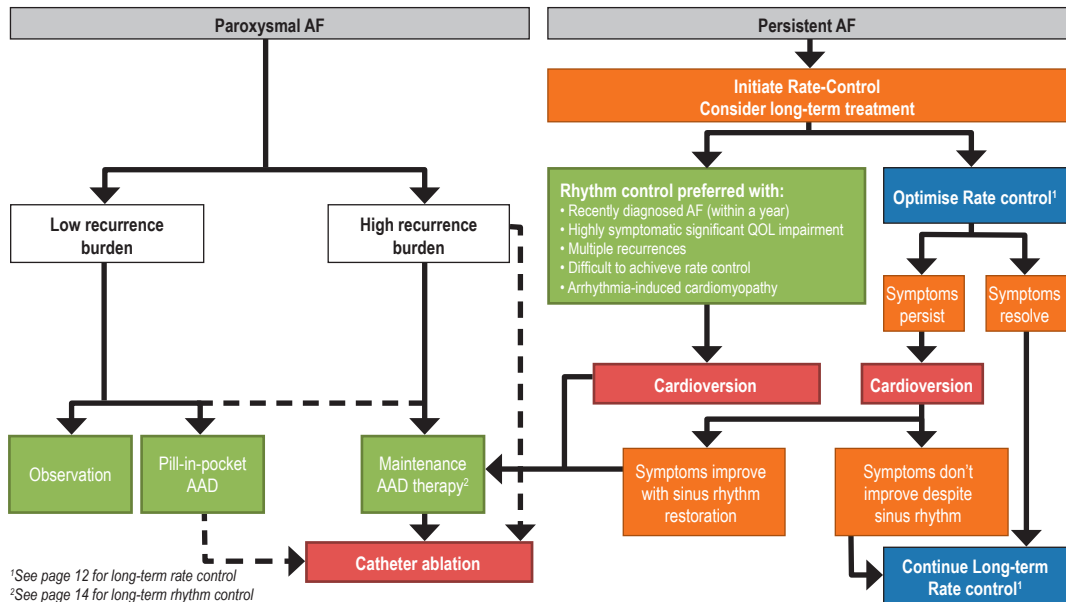 Paroxysmal AF
Persistent AF
Initiate Rate-Control
Consider long-term treatment
Low recurrence
burden
High recurrence
burden
Rhythm control preferred with:
• Recently diagnosed AF (within a year)
• Highly symptomatic significant QOL impairment
• Multiple recurrences
• Difficult to achieveve rate control
• Arrhythmia-induced cardiomyopathy
Optimise Rate control¹
Symptoms
persist
Symptoms
resolve
Cardioversion
Cardioversion
Observation
Pill-in-pocket
AAD
Maintenance
AAD therapy²
Symptoms improve
with sinus rhythm
restoration
Symptoms don't
improve despite
sinus rhythm
Catheter ablation
Continue Long-term
Rate control¹
¹See page 12 for long-term rate control
²See page 14 for long-term rhythm control